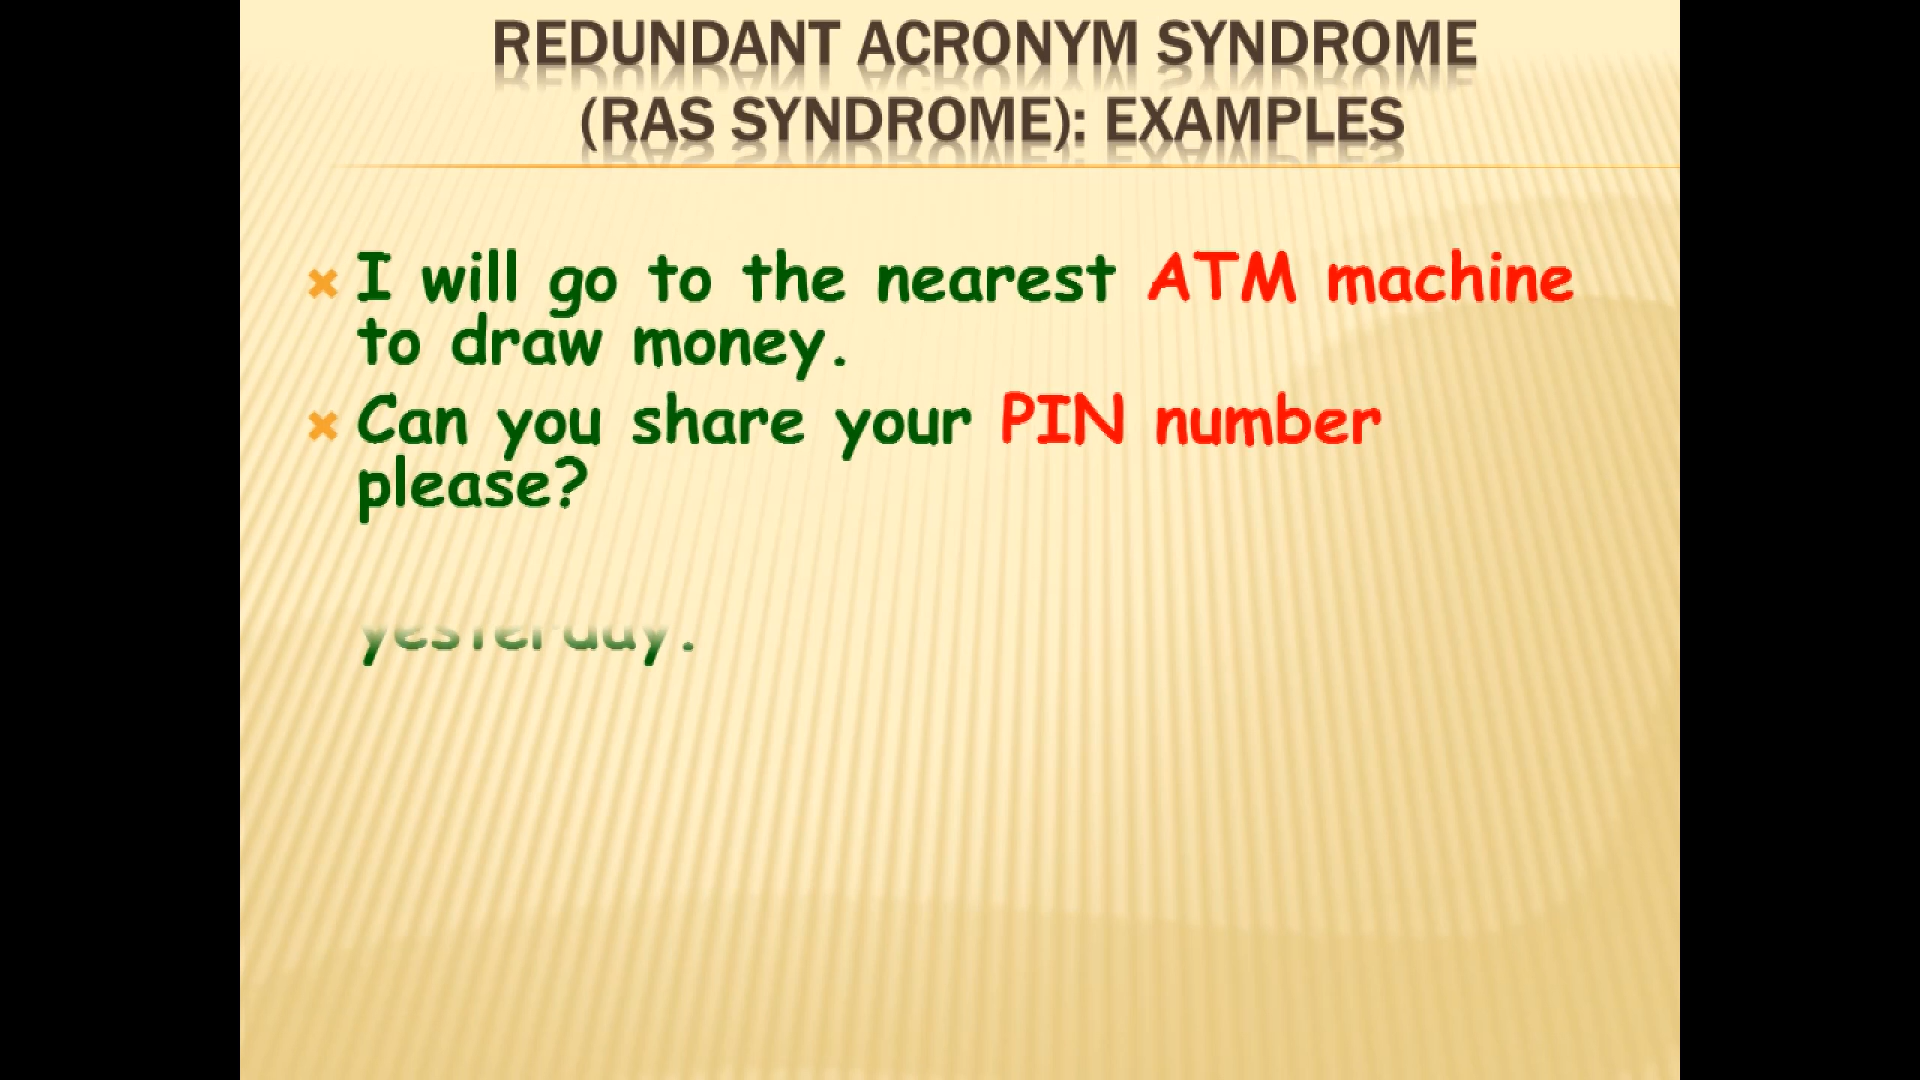 REDUNDANT ACRONYM SYNDROME
(RAS SYNDROME): EXAMPLES
I will go to the nearest ATM machine
to draw money.
Can you share your PIN number
please?
yesterday.